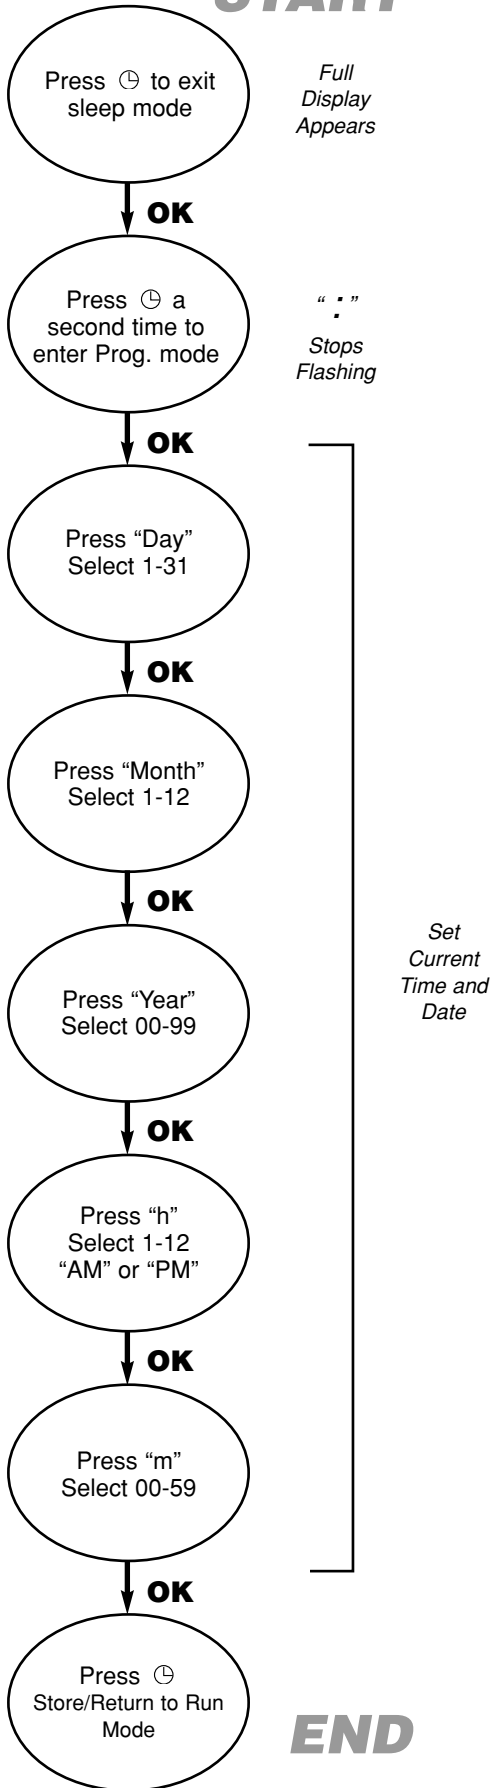 START
Press 🕒 to exit
sleep mode
Full
Display
Appears
OK
Press 🕒 a
second time to
enter Prog. mode
“ : ”
Stops
Flashing
OK
Press “Day”
Select 1-31
OK
Press “Month”
Select 1-12
OK
Press “Year”
Select 00-99
Set
Current
Time and
Date
OK
Press “h”
Select 1-12
“AM” or “PM”
OK
Press “m”
Select 00-59
OK
Press 🕒
Store/Return to Run
Mode
END